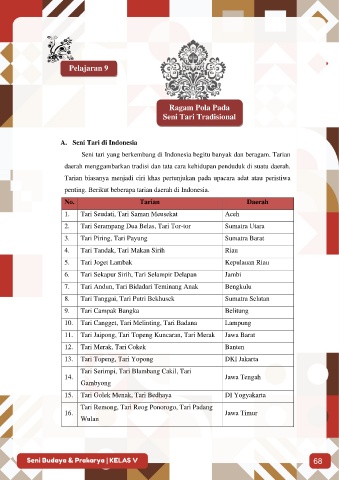 Pelajaran 9
Ragam Pola Pada
Seni Tari Tradisional
A. Seni Tari di Indonesia
Seni tari yang berkembang di Indonesia begitu banyak dan beragam. Tarian
daerah menggambarkan tradisi dan tata cara kehidupan penduduk di suatu daerah.
Tarian biasanya menjadi ciri khas pertunjukan pada upacara adat atau peristiwa
penting. Berikut beberapa tarian daerah di Indonesia.
No. Tarian Daerah
1. Tari Seudati, Tari Saman Meusekat Aceh
2. Tari Serampang Dua Belas, Tari Tor-tor Sumatra Utara
3. Tari Piring, Tari Payung Sumatra Barat
4. Tari Tandak, Tari Makan Sirih Riau
5. Tari Joget Lambak Kepulauan Riau
6. Tari Sekapur Sirih, Tari Selampir Delapan Jambi
7. Tari Andun, Tari Bidadari Teminang Anak Bengkulu
8. Tari Tanggai, Tari Putri Bekhusek Sumatra Selatan
9. Tari Campak Bangka Belitung
10. Tari Cangget, Tari Melinting, Tari Badana Lampung
11. Tari Jaipong, Tari Topeng Kuncaran, Tari Merak Jawa Barat
12. Tari Merak, Tari Cokek Banten
13. Tari Topeng, Tari Yopong DKI Jakarta
14. Tari Serimpi, Tari Blambang Cakil, Tari
Gambyong Jawa Tengah
15. Tari Golek Menak, Tari Bedhaya DI Yogyakarta
16. Tari Remong, Tari Reog Ponorogo, Tari Padang
Wulan Jawa Timur
Seni Budaya & Prakarya | KELAS V 68